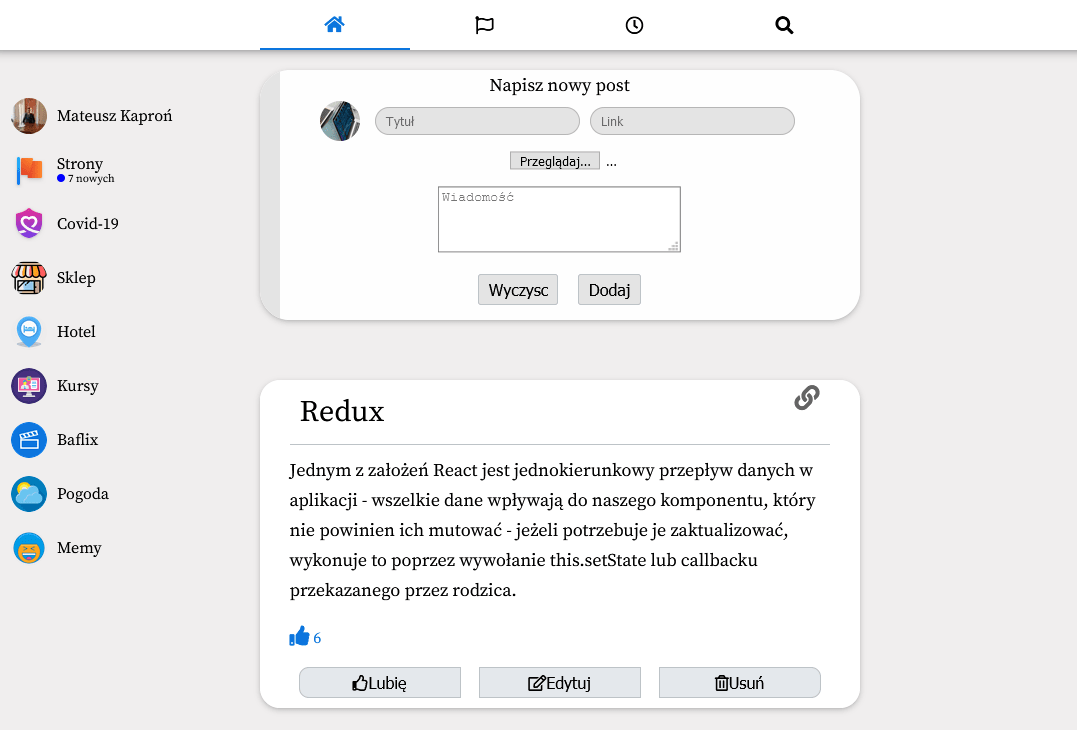 Napisz nowy post
Tytuł
Link
Przeglądaj... ...
Wiadomość
Wyczysc
Dodaj
Mateusz Kaproń
Strony
7 nowych
Covid-19
Sklep
Hotel
Kursy
Baflix
Pogoda
Memy
Redux
Jednym z założeń React jest jednokierunkowy przepływ danych w
aplikacji - wszelkie dane wpływają do naszego komponentu, który
nie powinien ich mutować - jeżeli potrzebuje je zaktualizować,
wykonuje to poprzez wywołanie this.setState lub callbacku
przekazanego przez rodzica.
6
Lubię
Edytuj
Usuń